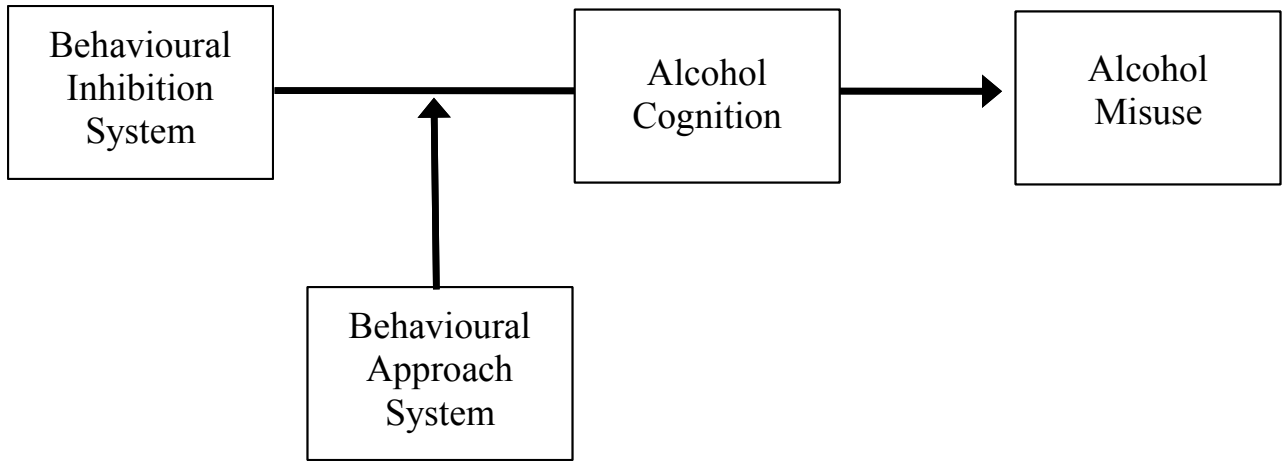 Behavioural
Inhibition
System
Alcohol
Cognition
Alcohol
Misuse
Behavioural
Approach
System